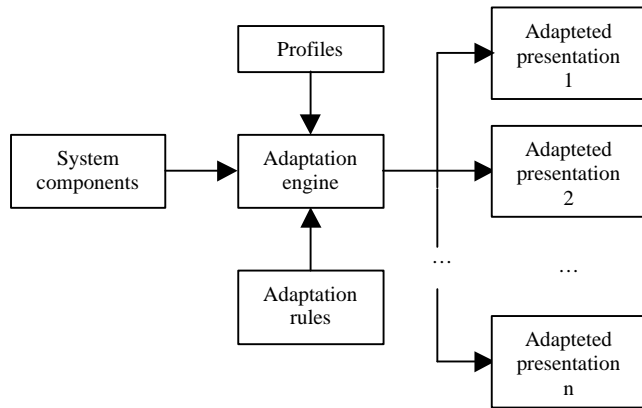 Profiles
System
components
Adaptation
engine
Adaptation
rules
Adapteted
presentation
1
Adapteted
presentation
2
...
...
Adapteted
presentation
n